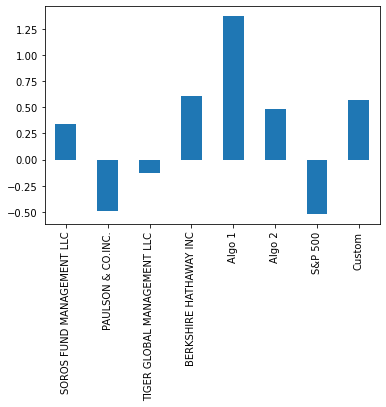 1.25
1.00
0.75
0.50
0.25
0.00
−0.25
−0.50
SOROS FUND MANAGEMENT LLC
PAULSON & CO.INC.
TIGER GLOBAL MANAGEMENT LLC
BERKSHIRE HATHAWAY INC
Algo 1
Algo 2
S&P 500
Custom